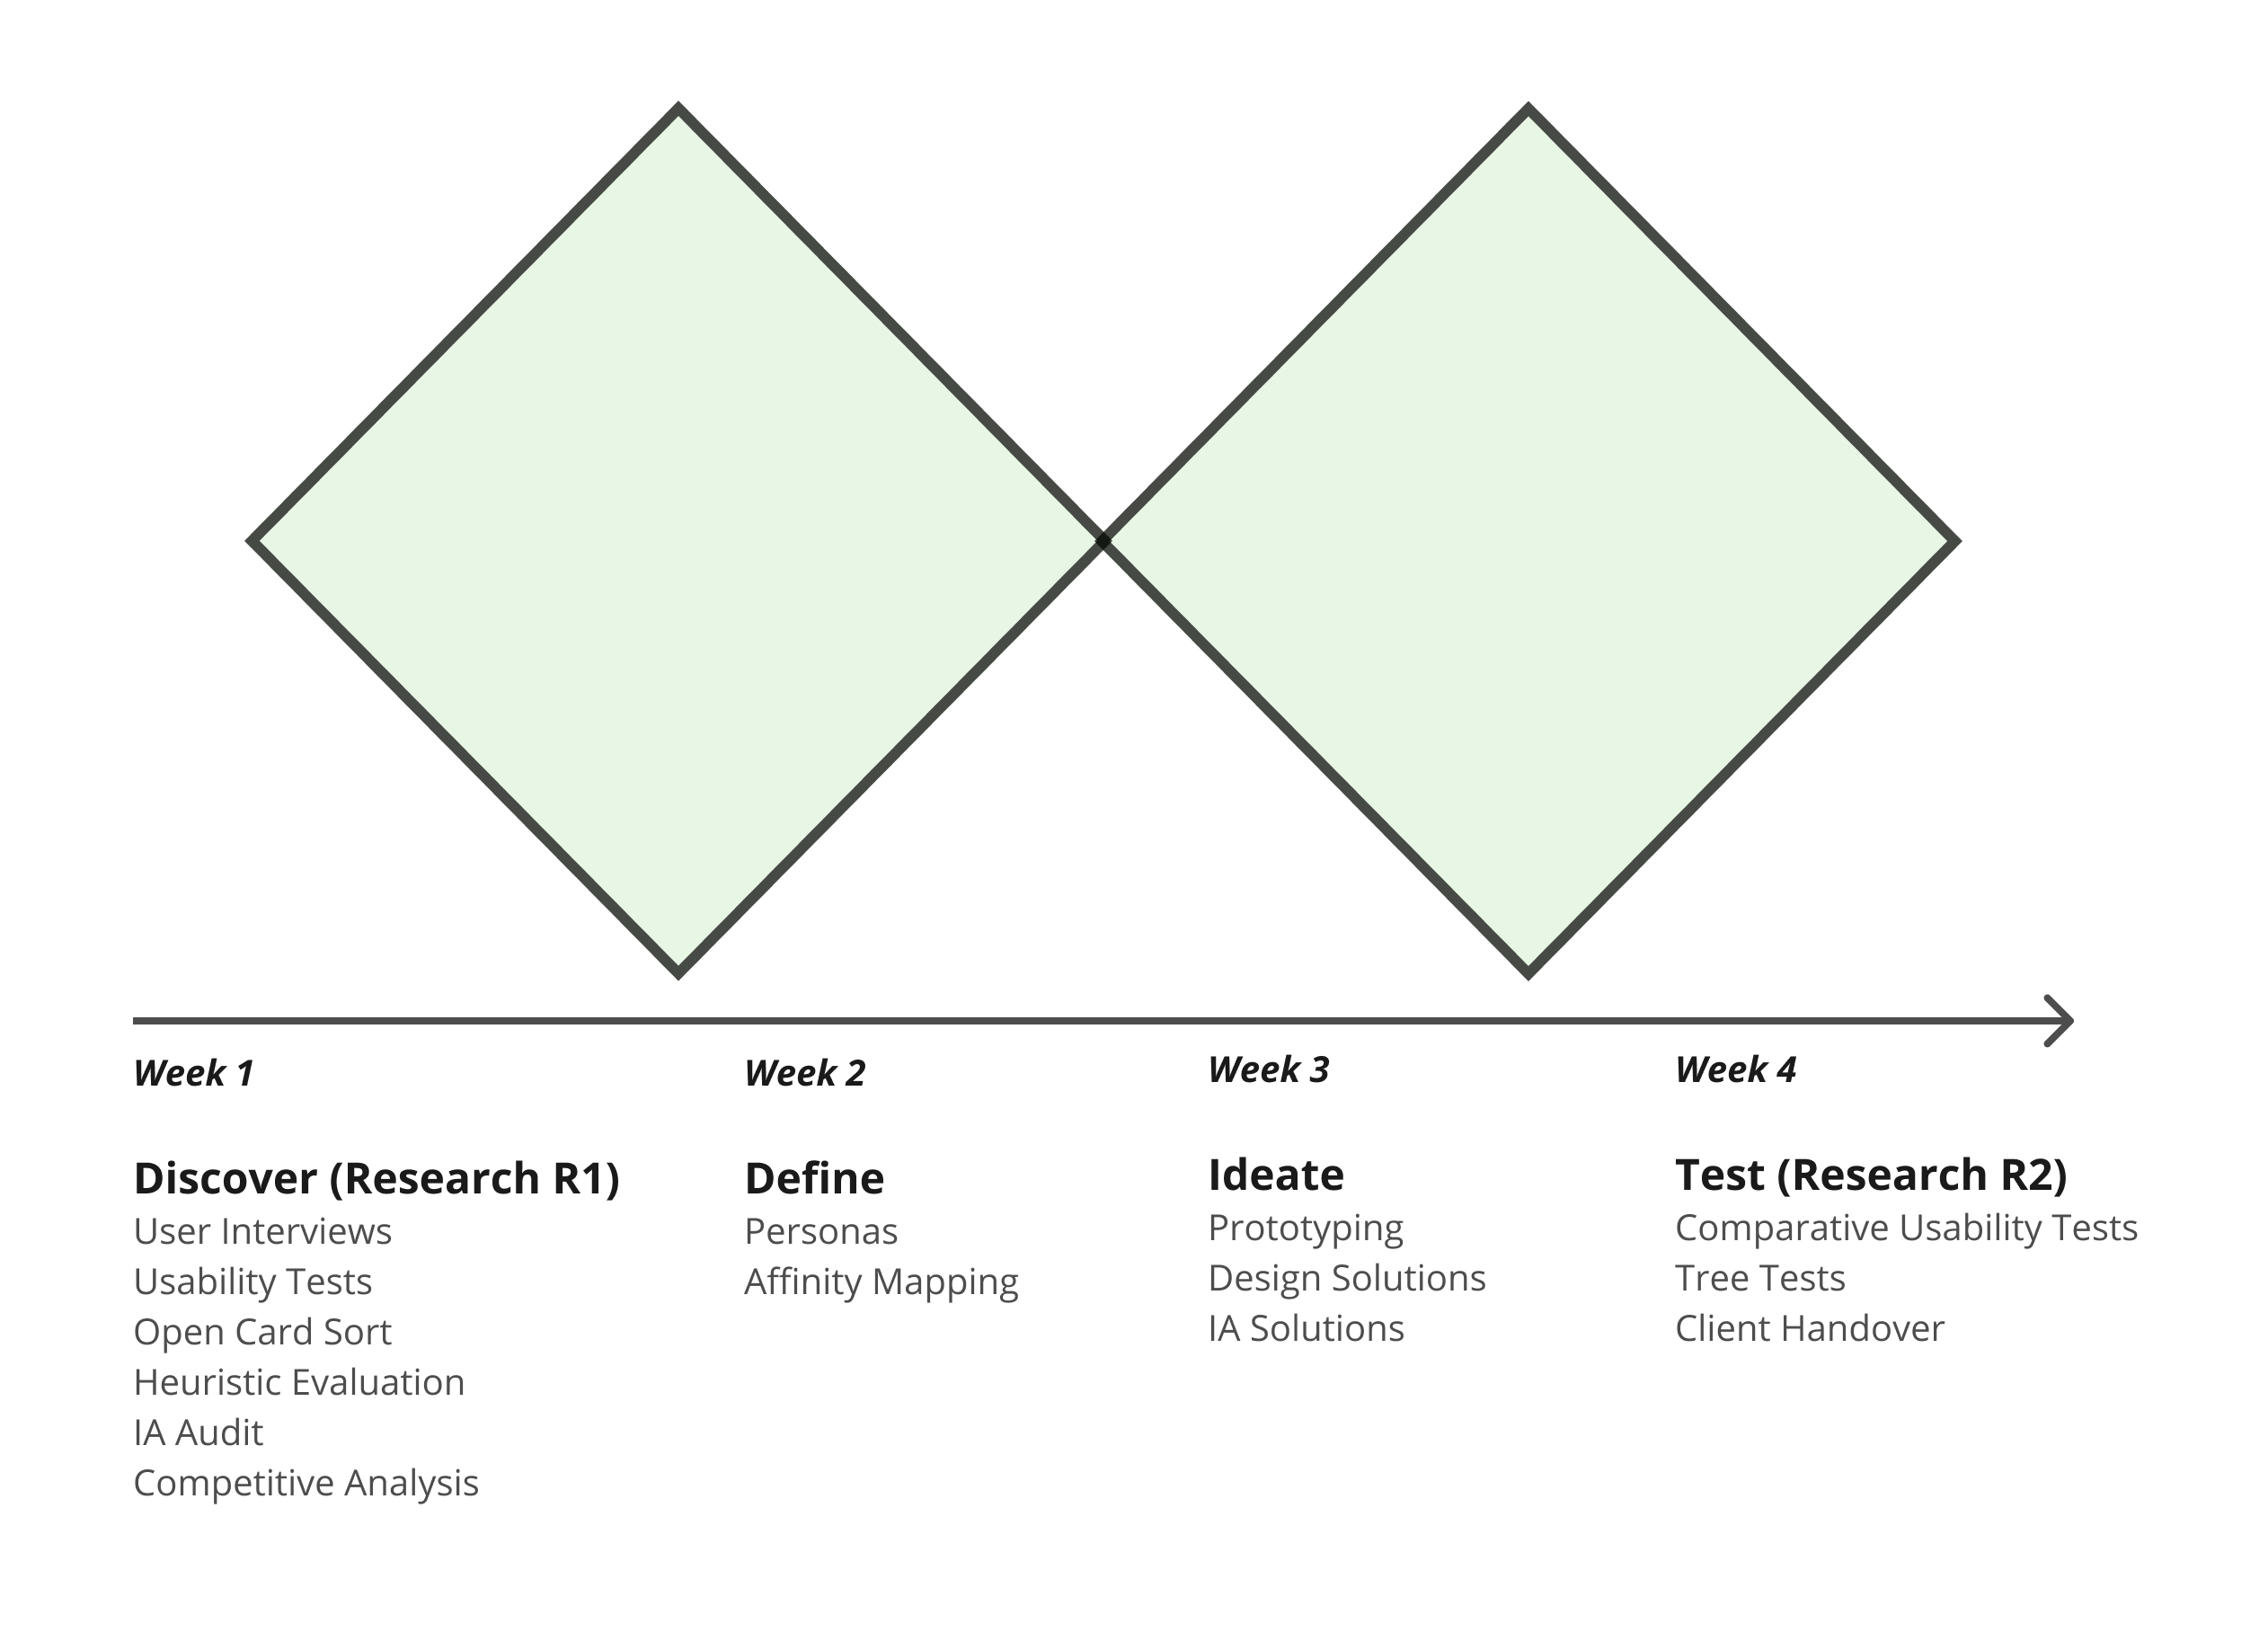 Week 1
Discover (Research R1)
User Interviews
Usability Tests
Open Card Sort
Heuristic Evaluation
IA Audit
Competitive Analysis
Week 2
Define
Personas
Affinity Mapping
Week 3
Ideate
Prototyping
Design Solutions
IA Solutions
Week 4
Test (Research R2)
Comparative Usability Tests
Tree Tests
Client Handover